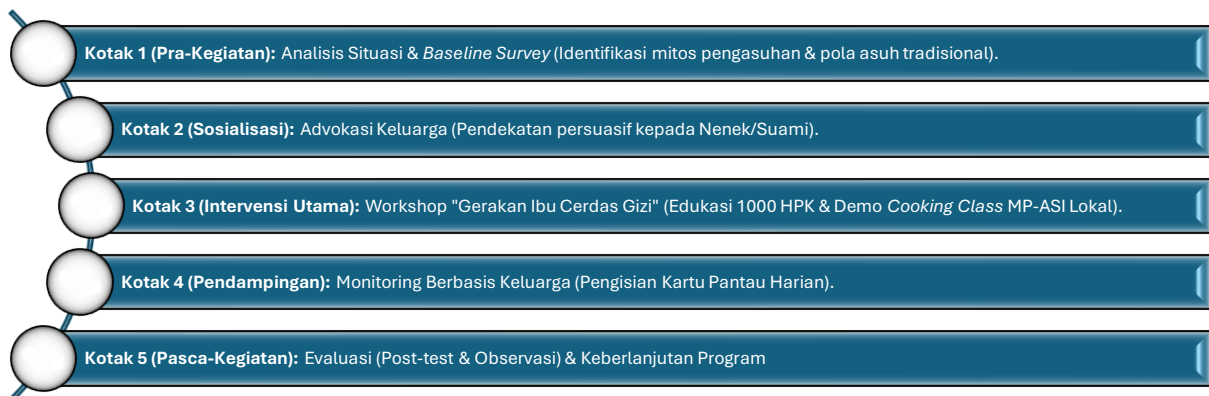 Kotak 1 (Pra-Kegiatan): Analisis Situasi & Baseline Survey (Identifikasi mitos pengasuhan & pola asuh tradisional).
Kotak 2 (Sosialisasi): Advokasi Keluarga (Pendekatan persuasif kepada Nenek/Suami).
Kotak 3 (Intervensi Utama): Workshop "Gerakan Ibu Cerdas Gizi" (Edukasi 1000 HPK & Demo Cooking Class MP-ASI Lokal).
Kotak 4 (Pendampingan): Monitoring Berbasis Keluarga (Pengisian Kartu Pantau Harian).
Kotak 5 (Pasca-Kegiatan): Evaluasi (Post-test & Observasi) & Keberlanjutan Program